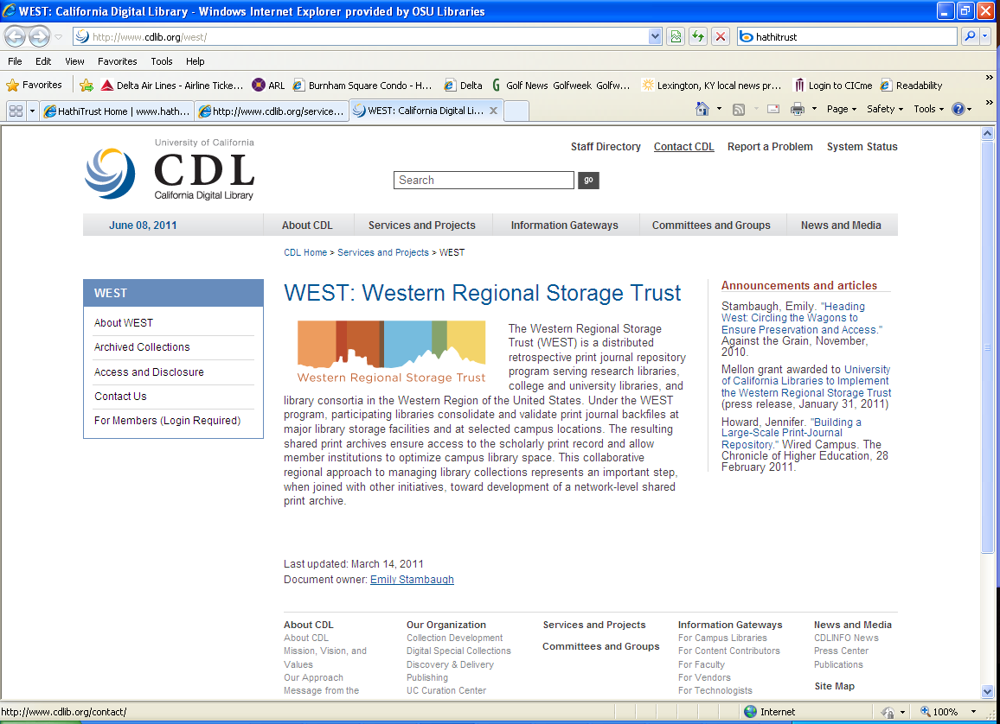 WEST: California Digital Library - Windows Internet Explorer provided by OSU Libraries
http://www.cdlib.org/west/
hathitrust
File Edit View Favorites Tools Help
Favorites Delta Air Lines - Airline Ticke... ARL Burnham Square Condo - H... Delta Golf News Golfweek Golfw... Lexington, KY local news pr... Login to CICme Readability
HathiTrust Home | www.hath... http://www.cdlib.org/service... WEST: California Digital Li... Page Safety Tools
University of California
CDL
California Digital Library
Staff Directory Contact CDL Report a Problem System Status
Search go
June 08, 2011 About CDL Services and Projects Information Gateways Committees and Groups News and Media
CDL Home > Services and Projects > WEST
WEST
About WEST
Archived Collections
Access and Disclosure
Contact Us
For Members (Login Required)
WEST: Western Regional Storage Trust
Western Regional Storage Trust
The Western Regional Storage
Trust (WEST) is a distributed
retrospective print journal repository
program serving research libraries,
college and university libraries, and
library consortia in the Western Region of the United States. Under the WEST
program, participating libraries consolidate and validate print journal backfiles at
major library storage facilities and at selected campus locations. The resulting
shared print archives ensure access to the scholarly print record and allow
member institutions to optimize campus library space. This collaborative
regional approach to managing library collections represents an important step,
when joined with other initiatives, toward development of a network-level shared
print archive.
Last updated: March 14, 2011
Document owner: Emily Stambaugh
Announcements and articles
Stambaugh, Emily. "Heading
West: Circling the Wagons to
Ensure Preservation and Access."
Against the Grain, November,
2010.
Mellon grant awarded to University
of California Libraries to Implement
the Western Regional Storage Trust
(press release, January 31, 2011)
Howard, Jennifer. "Building a
Large-Scale Print-Journal
Repository." Wired Campus. The
Chronicle of Higher Education, 28
February 2011.
About CDL
About CDL
Mission, Vision, and
Values
Our Approach
Message from the
Our Organization
Collection Development
Digital Special Collections
Discovery & Delivery
Publishing
UC Curation Center
Services and Projects
Committees and Groups
Information Gateways
For Campus Libraries
For Content Contributors
For Faculty
For Vendors
For Technologists
News and Media
CDLINFO News
Press Center
Publications
Site Map
http://www.cdlib.org/contact/ Internet 100%